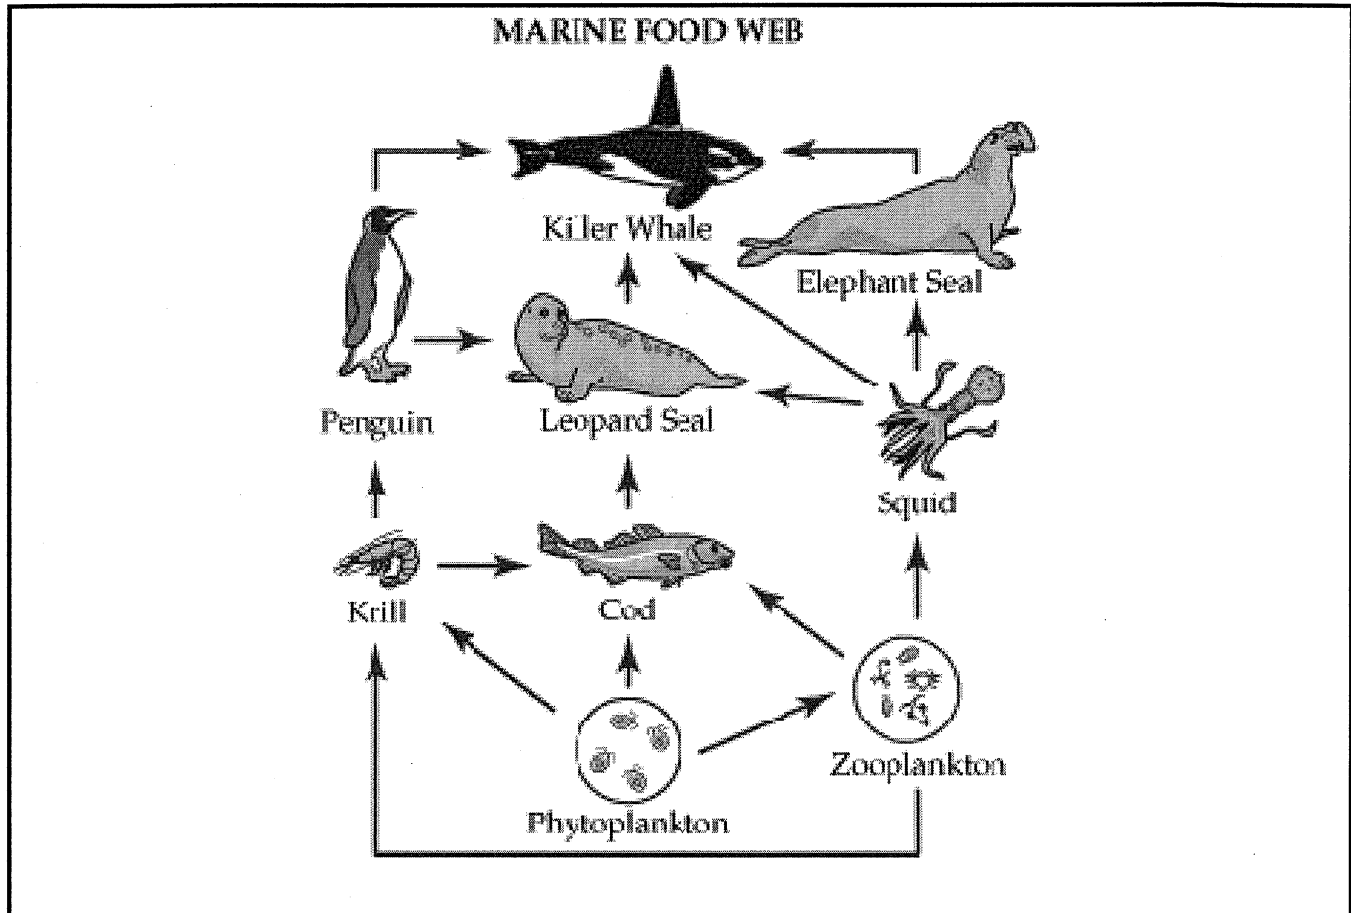 MARINE FOOD WEB
Killer Whale
Elephant Seal
Penguin
Leopard Seal
Squid
Krill
Cod
Zooplankton
Phytoplankton